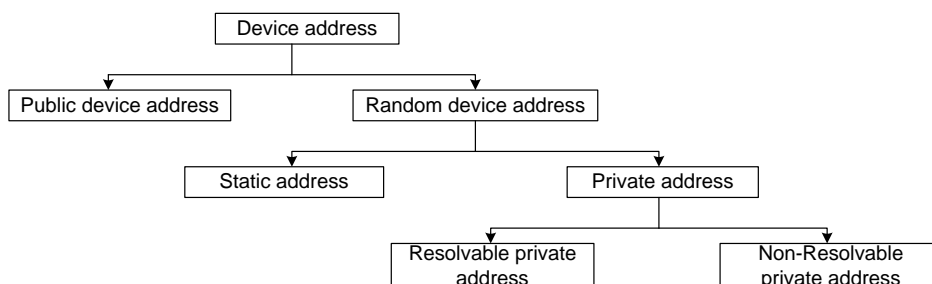 Device address
Public device address
Random device address
Static address
Private address
Resolvable private
address
Non-Resolvable
private address